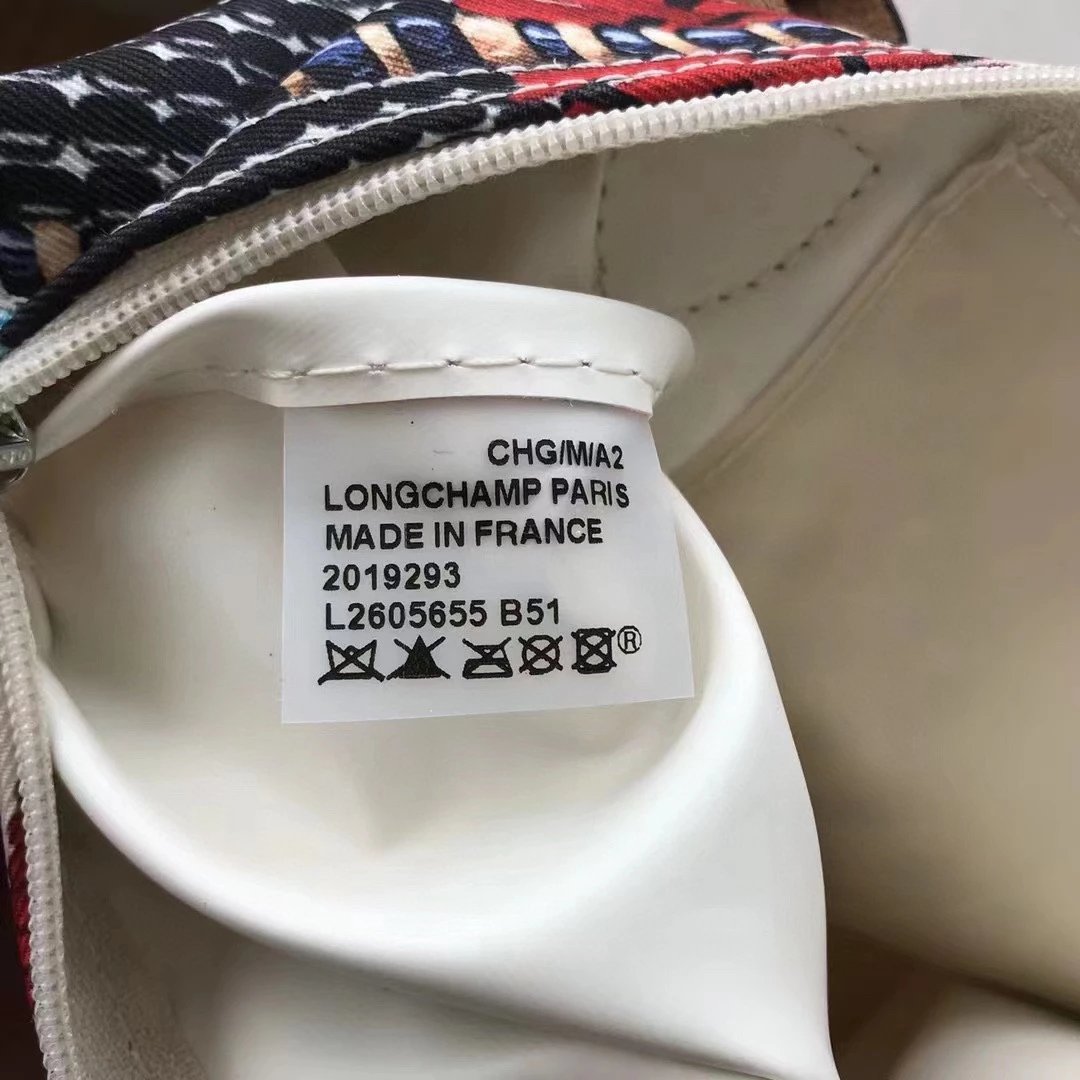 CHG/M/A2
LONGCHAMP PARIS
MADE IN FRANCE
2019293
L2605655 B51
®